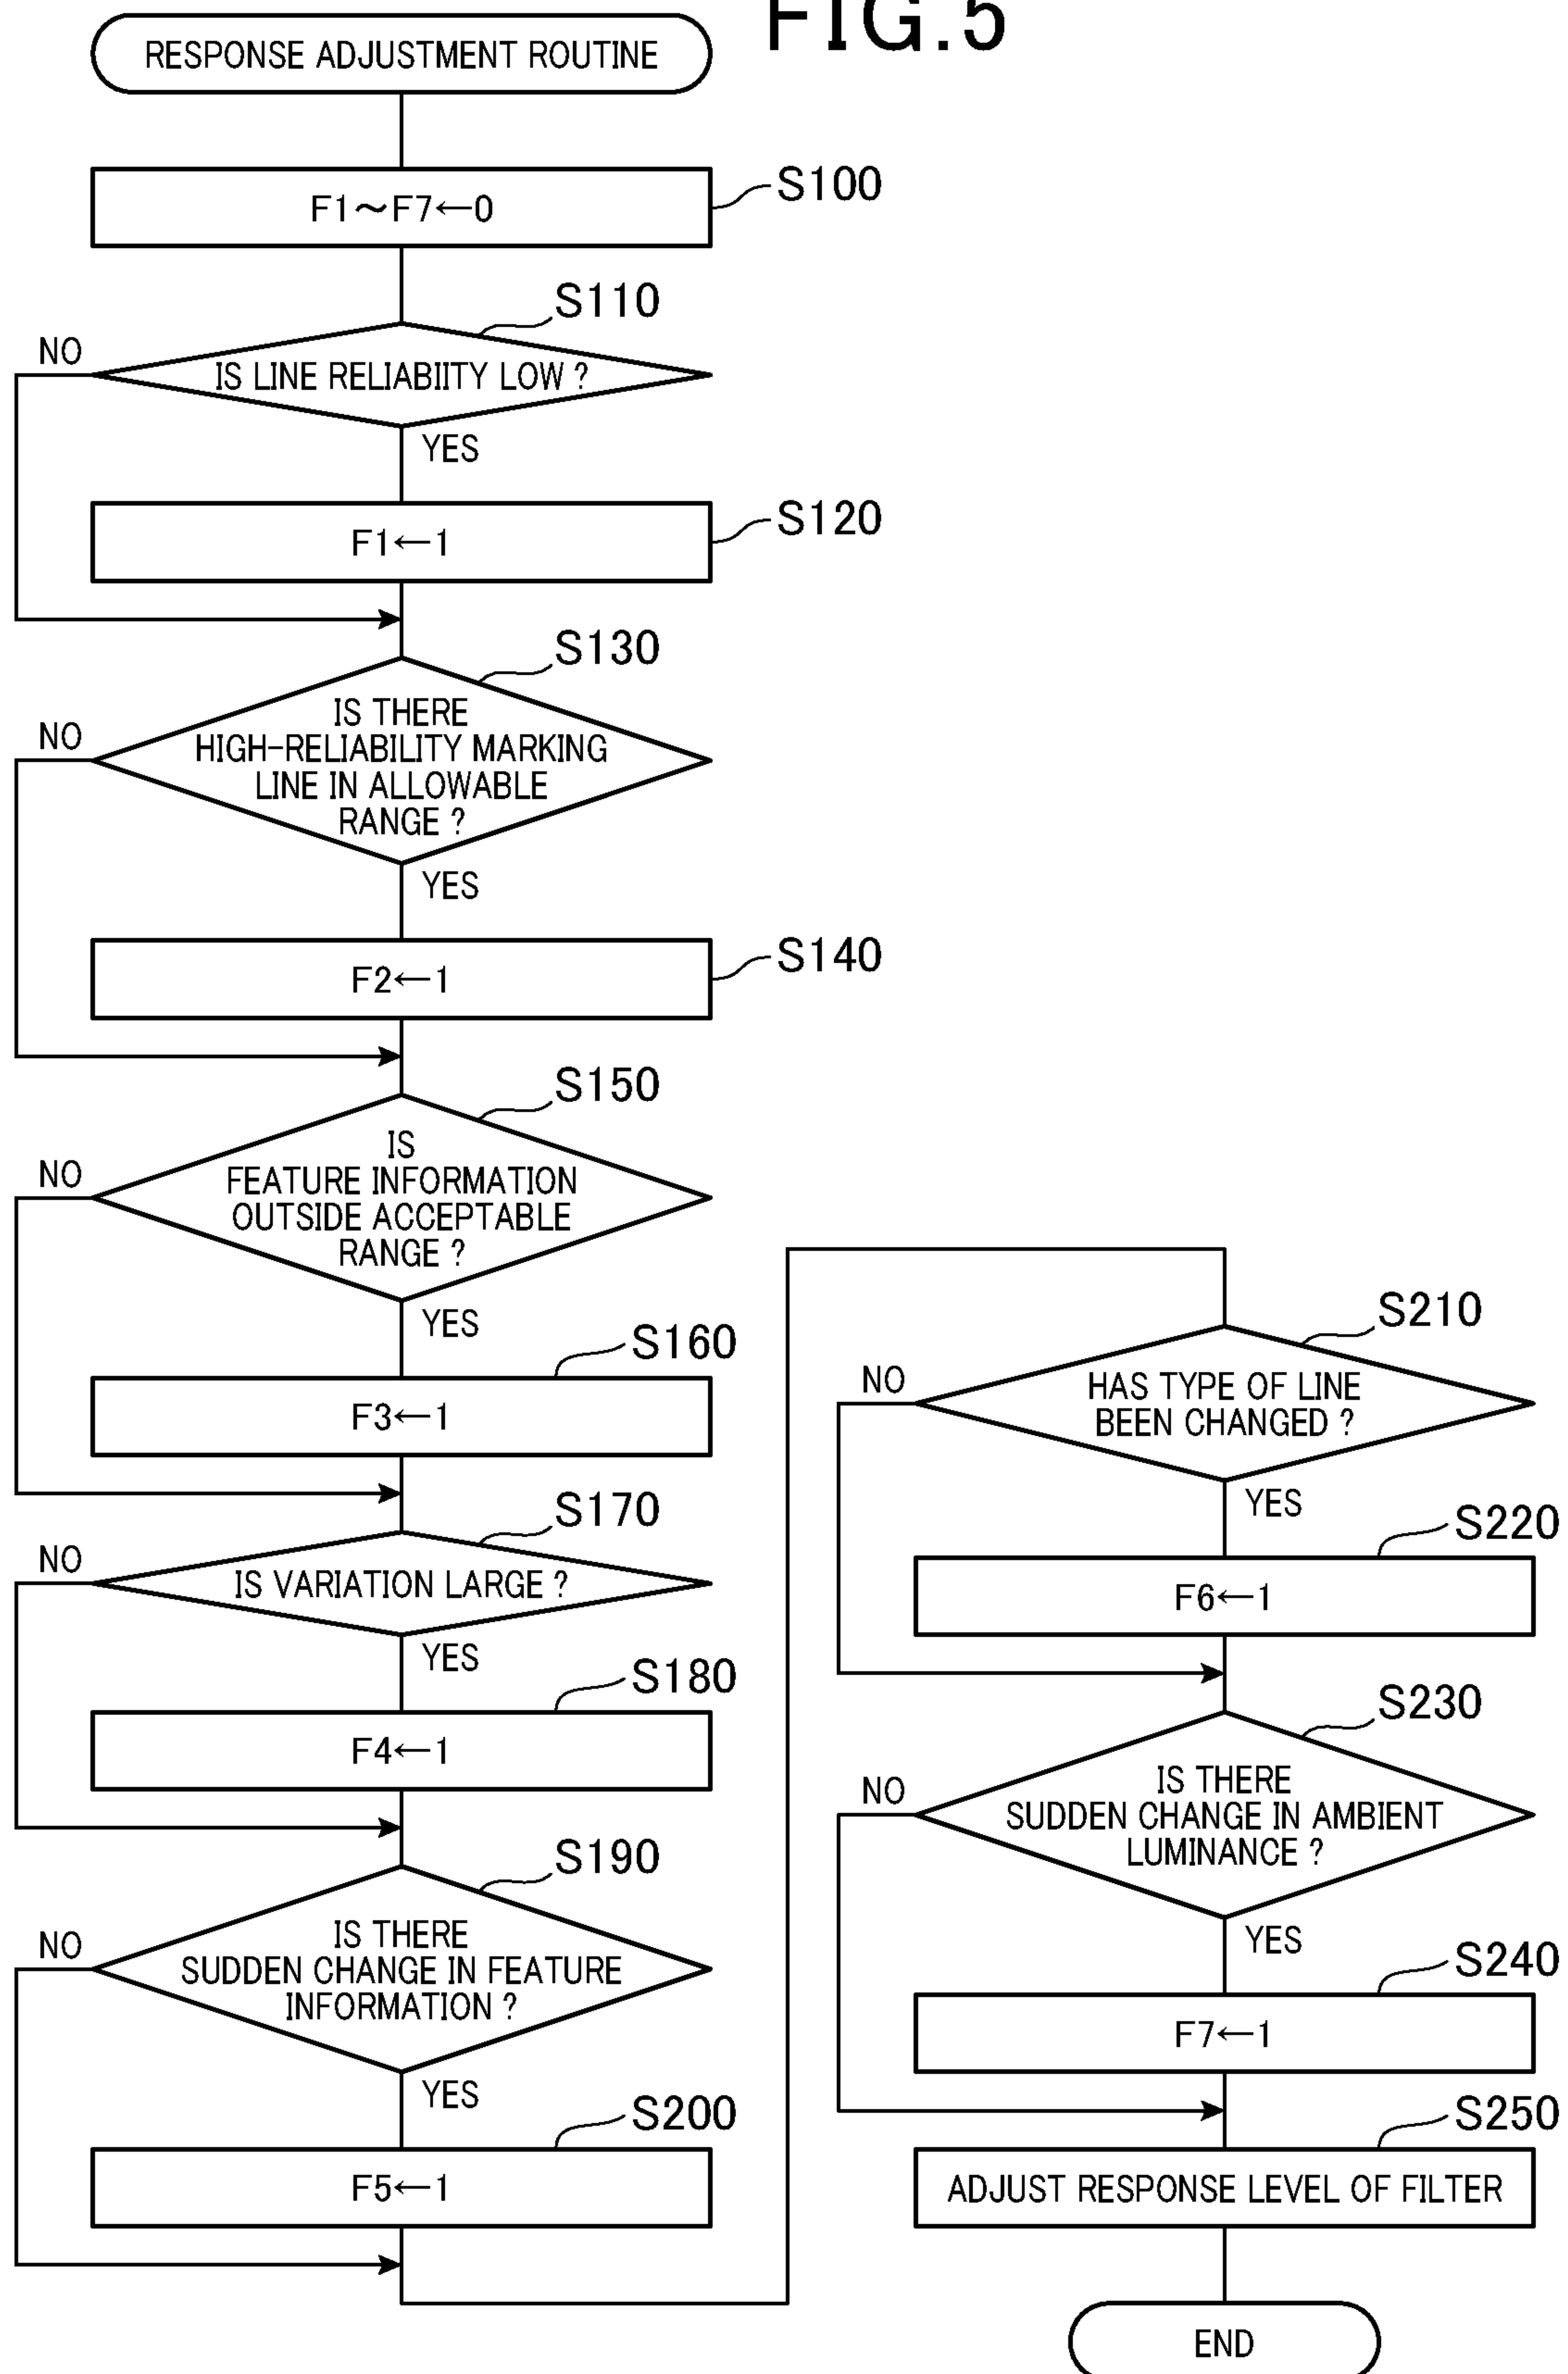 FIG.5
RESPONSE ADJUSTMENT ROUTINE
F1～F7←0
S100
S110
NO
IS LINE RELIABIITY LOW ?
YES
F1←1
S120
S130
NO
IS THERE
HIGH-RELIABILITY MARKING
LINE IN ALLOWABLE
RANGE ?
YES
F2←1
S140
S150
NO
IS
FEATURE INFORMATION
OUTSIDE ACCEPTABLE
RANGE ?
YES
S160
F3←1
S170
NO
IS VARIATION LARGE ?
YES
S180
F4←1
S190
NO
IS THERE
SUDDEN CHANGE IN FEATURE
INFORMATION ?
YES
S200
F5←1
S210
NO
HAS TYPE OF LINE
BEEN CHANGED ?
YES
S220
F6←1
S230
NO
IS THERE
SUDDEN CHANGE IN AMBIENT
LUMINANCE ?
YES
S240
F7←1
S250
ADJUST RESPONSE LEVEL OF FILTER
END